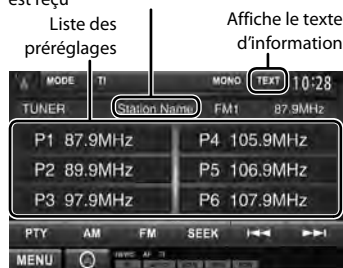 est reçu
Liste des
préréglages
Affiche le texte
d'information
MODE TI MONO TEXT 10:28
TUNER Station Name FM1 87.9MHz
P1 87.9MHz P4 105.9MHz
P2 89.9MHz P5 106.9MHz
P3 97.9MHz P6 107.9MHz
PTY AM FM SEEK
MENU AF TI